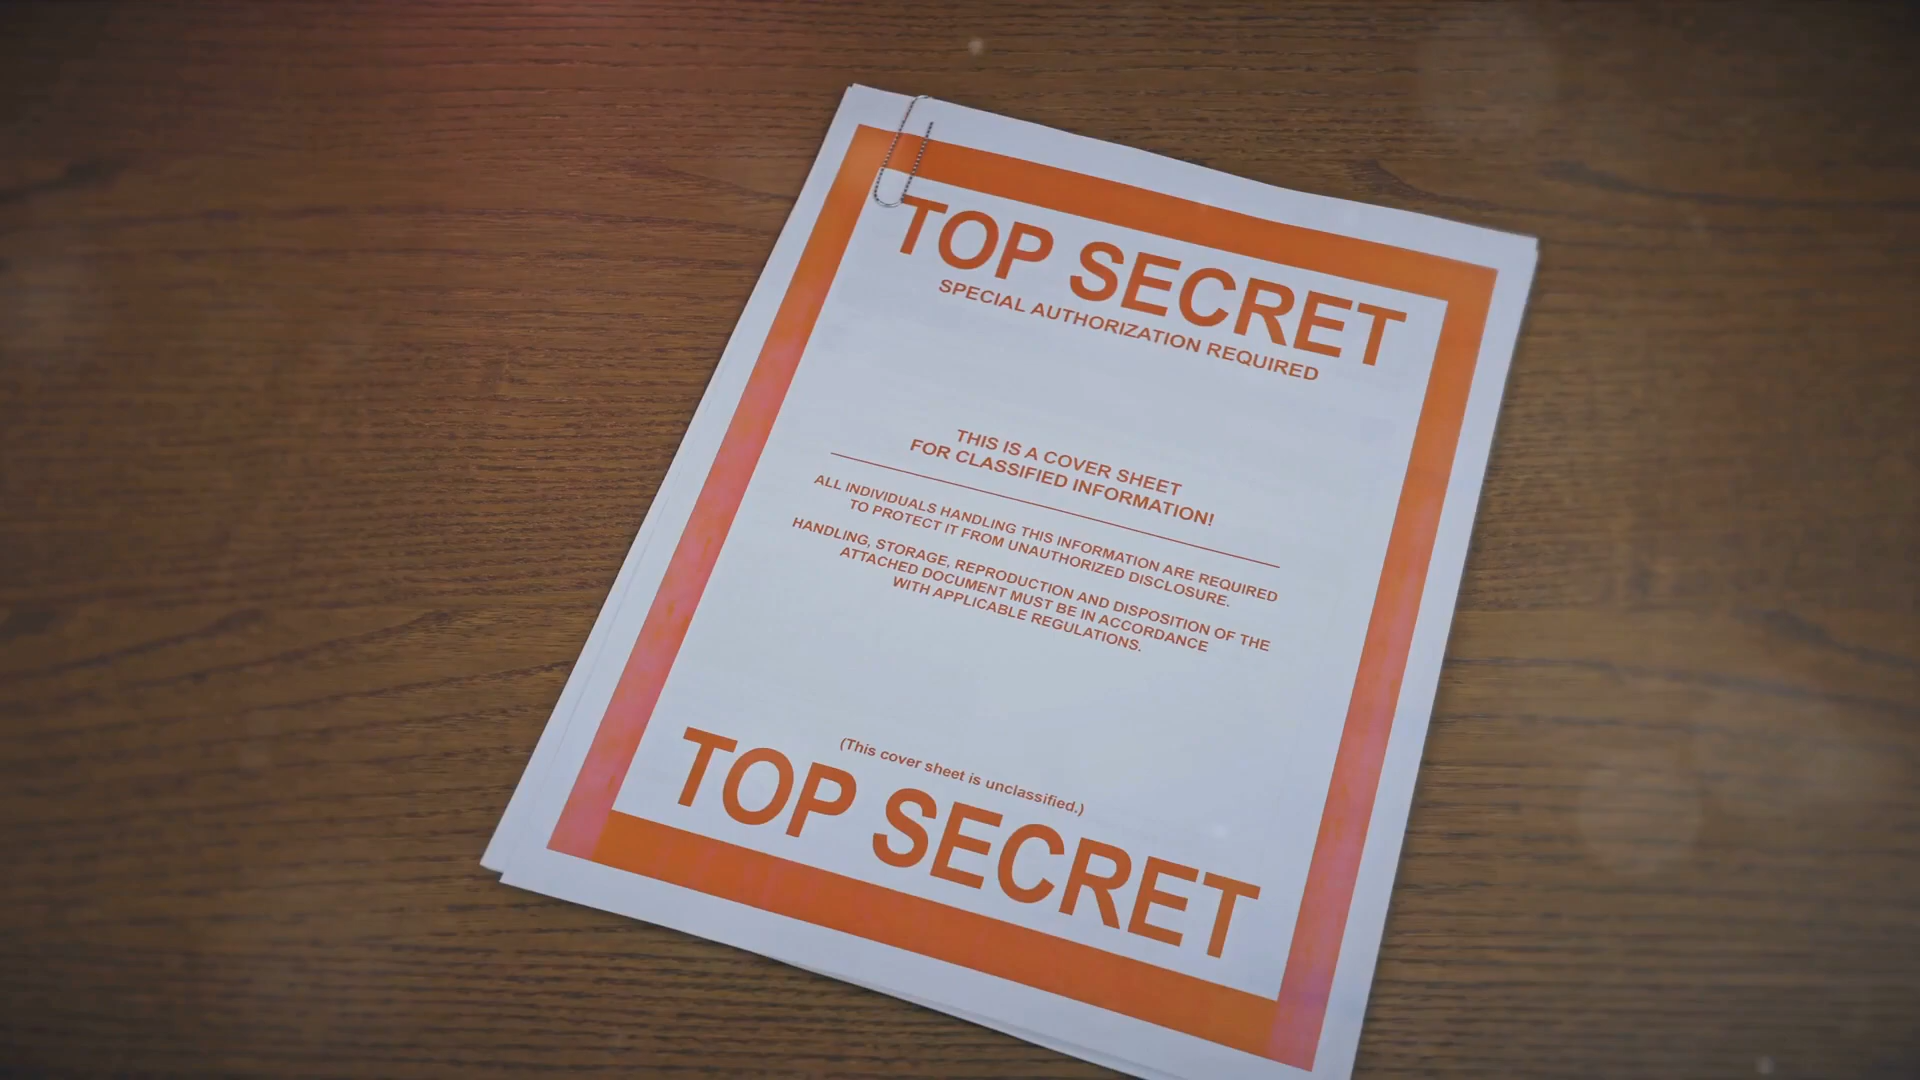 TOP SECRET
SPECIAL AUTHORIZATION REQUIRED
THIS IS A COVER SHEET
FOR CLASSIFIED INFORMATION!
ALL INDIVIDUALS HANDLING THIS INFORMATION ARE REQUIRED
TO PROTECT IT FROM UNAUTHORIZED DISCLOSURE.
HANDLING, STORAGE, REPRODUCTION AND DISPOSITION OF THE
ATTACHED DOCUMENT MUST BE IN ACCORDANCE
WITH APPLICABLE REGULATIONS.
(This cover sheet is unclassified.)
TOP SECRET